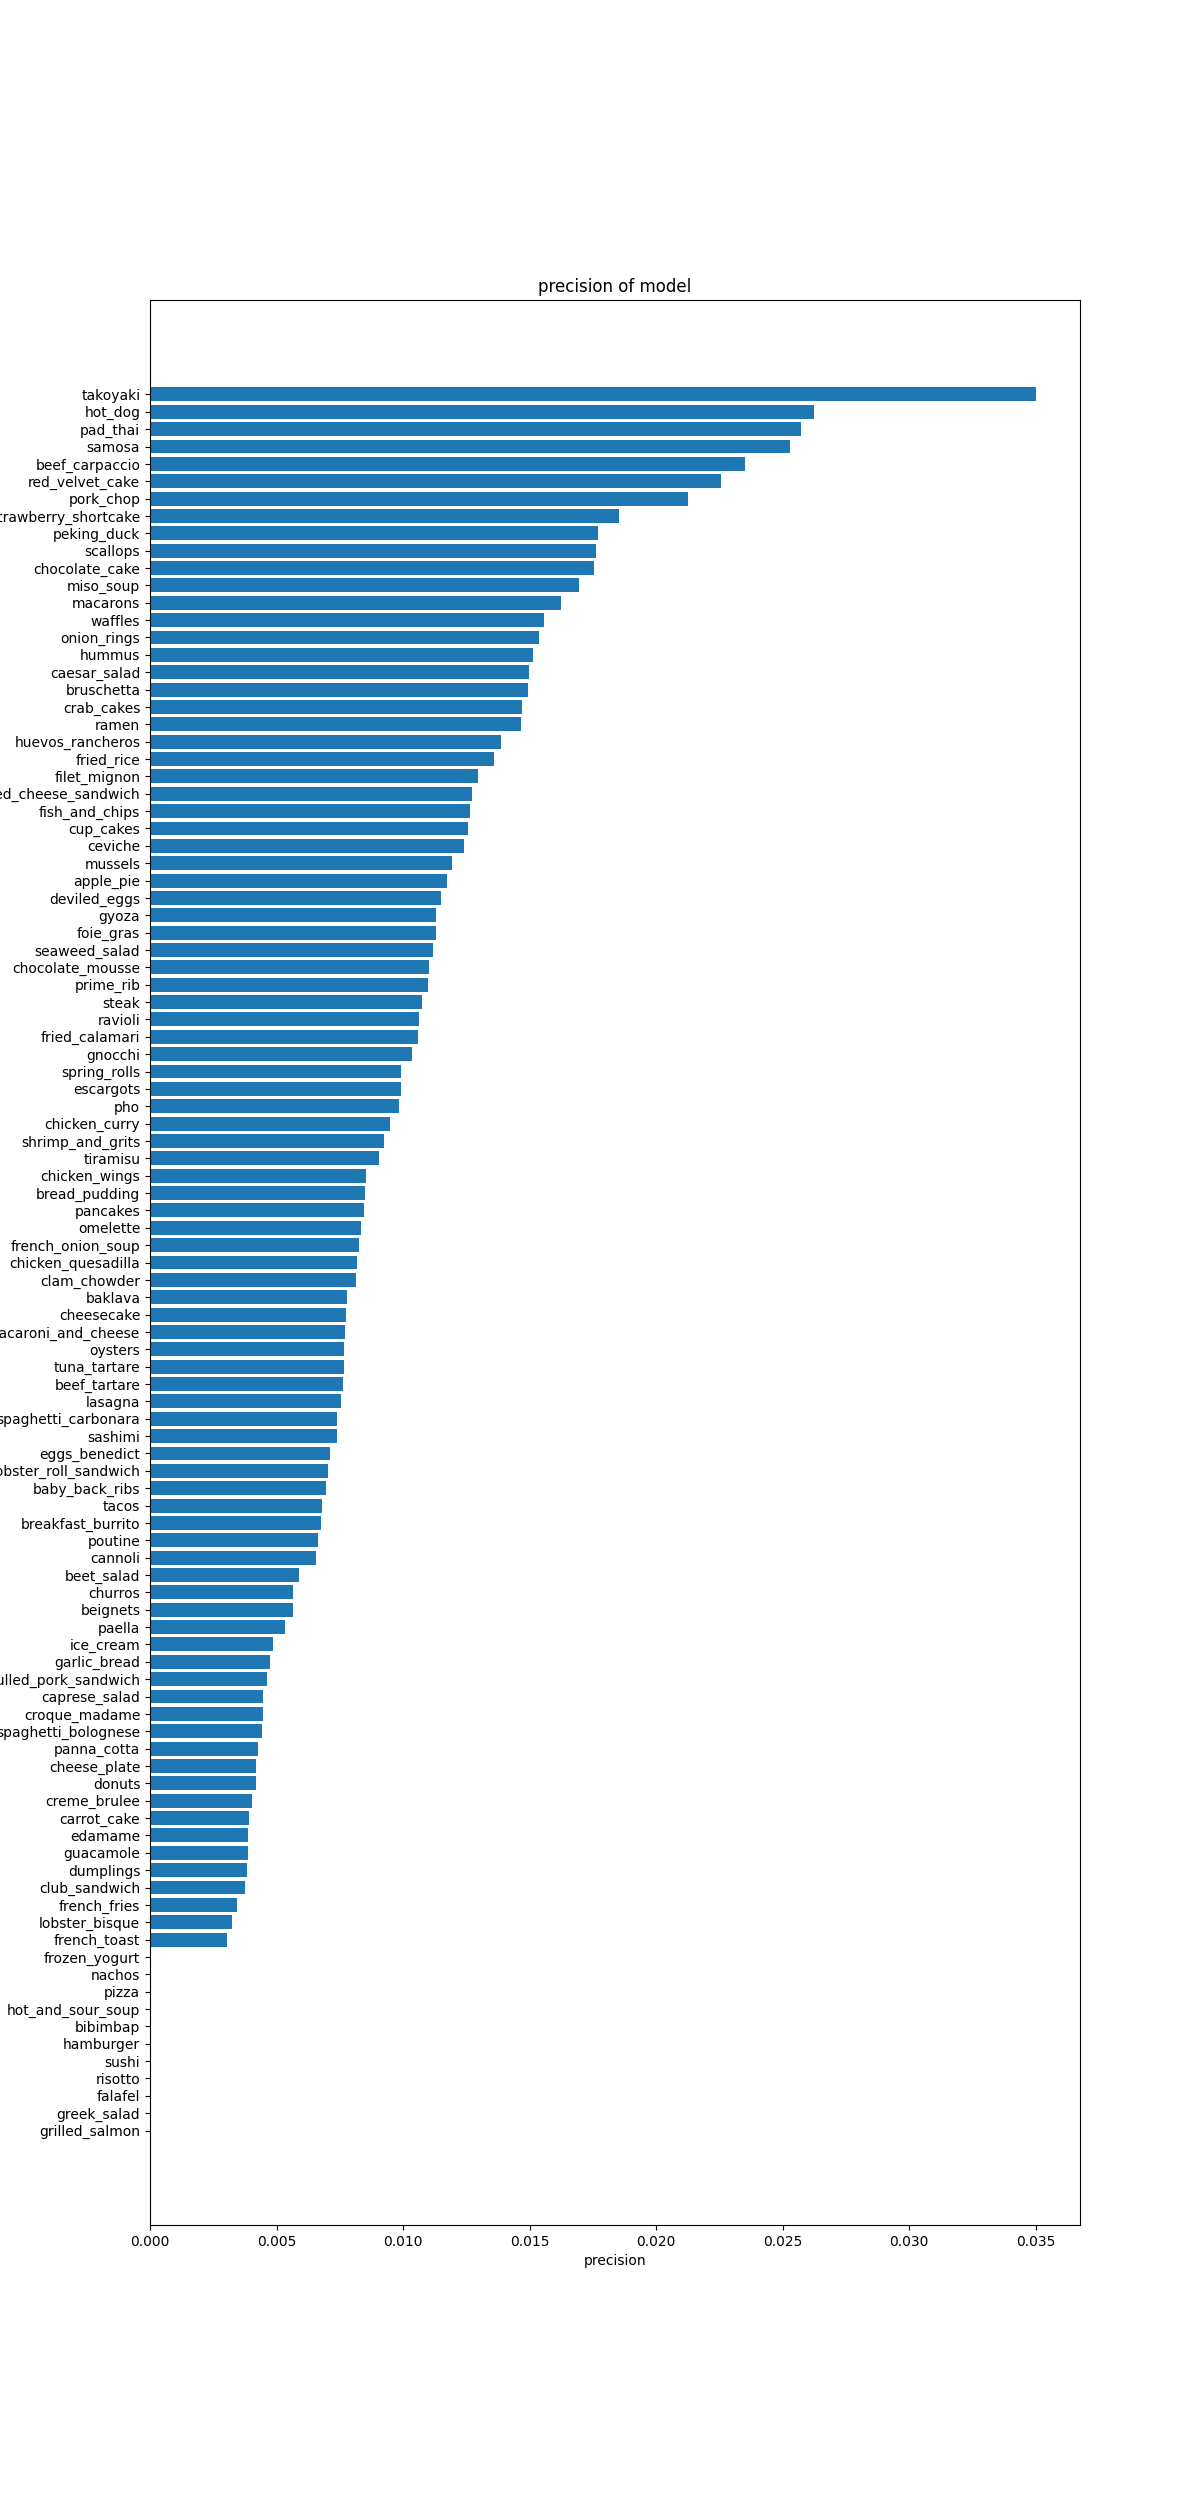 precision of model
takoyaki
hot_dog
pad_thai
samosa
beef_carpaccio
red_velvet_cake
pork_chop
trawberry_shortcake
peking_duck
scallops
chocolate_cake
miso_soup
macarons
waffles
onion_rings
hummus
caesar_salad
bruschetta
crab_cakes
ramen
huevos_rancheros
fried_rice
filet_mignon
ed_cheese_sandwich
fish_and_chips
cup_cakes
ceviche
mussels
apple_pie
deviled_eggs
gyoza
foie_gras
seaweed_salad
chocolate_mousse
prime_rib
steak
ravioli
fried_calamari
gnocchi
spring_rolls
escargots
pho
chicken_curry
shrimp_and_grits
tiramisu
chicken_wings
bread_pudding
pancakes
omelette
french_onion_soup
chicken_quesadilla
clam_chowder
baklava
cheesecake
acaroni_and_cheese
oysters
tuna_tartare
beef_tartare
lasagna
spaghetti_carbonara
sashimi
eggs_benedict
obster_roll_sandwich
baby_back_ribs
tacos
breakfast_burrito
poutine
cannoli
beet_salad
churros
beignets
paella
ice_cream
garlic_bread
ulled_pork_sandwich
caprese_salad
croque_madame
spaghetti_bolognese
panna_cotta
cheese_plate
donuts
creme_brulee
carrot_cake
edamame
guacamole
dumplings
club_sandwich
french_fries
lobster_bisque
french_toast
frozen_yogurt
nachos
pizza
hot_and_sour_soup
bibimbap
hamburger
sushi
risotto
falafel
greek_salad
grilled_salmon
0.000 0.005 0.010 0.015 0.020 0.025 0.030 0.035
precision